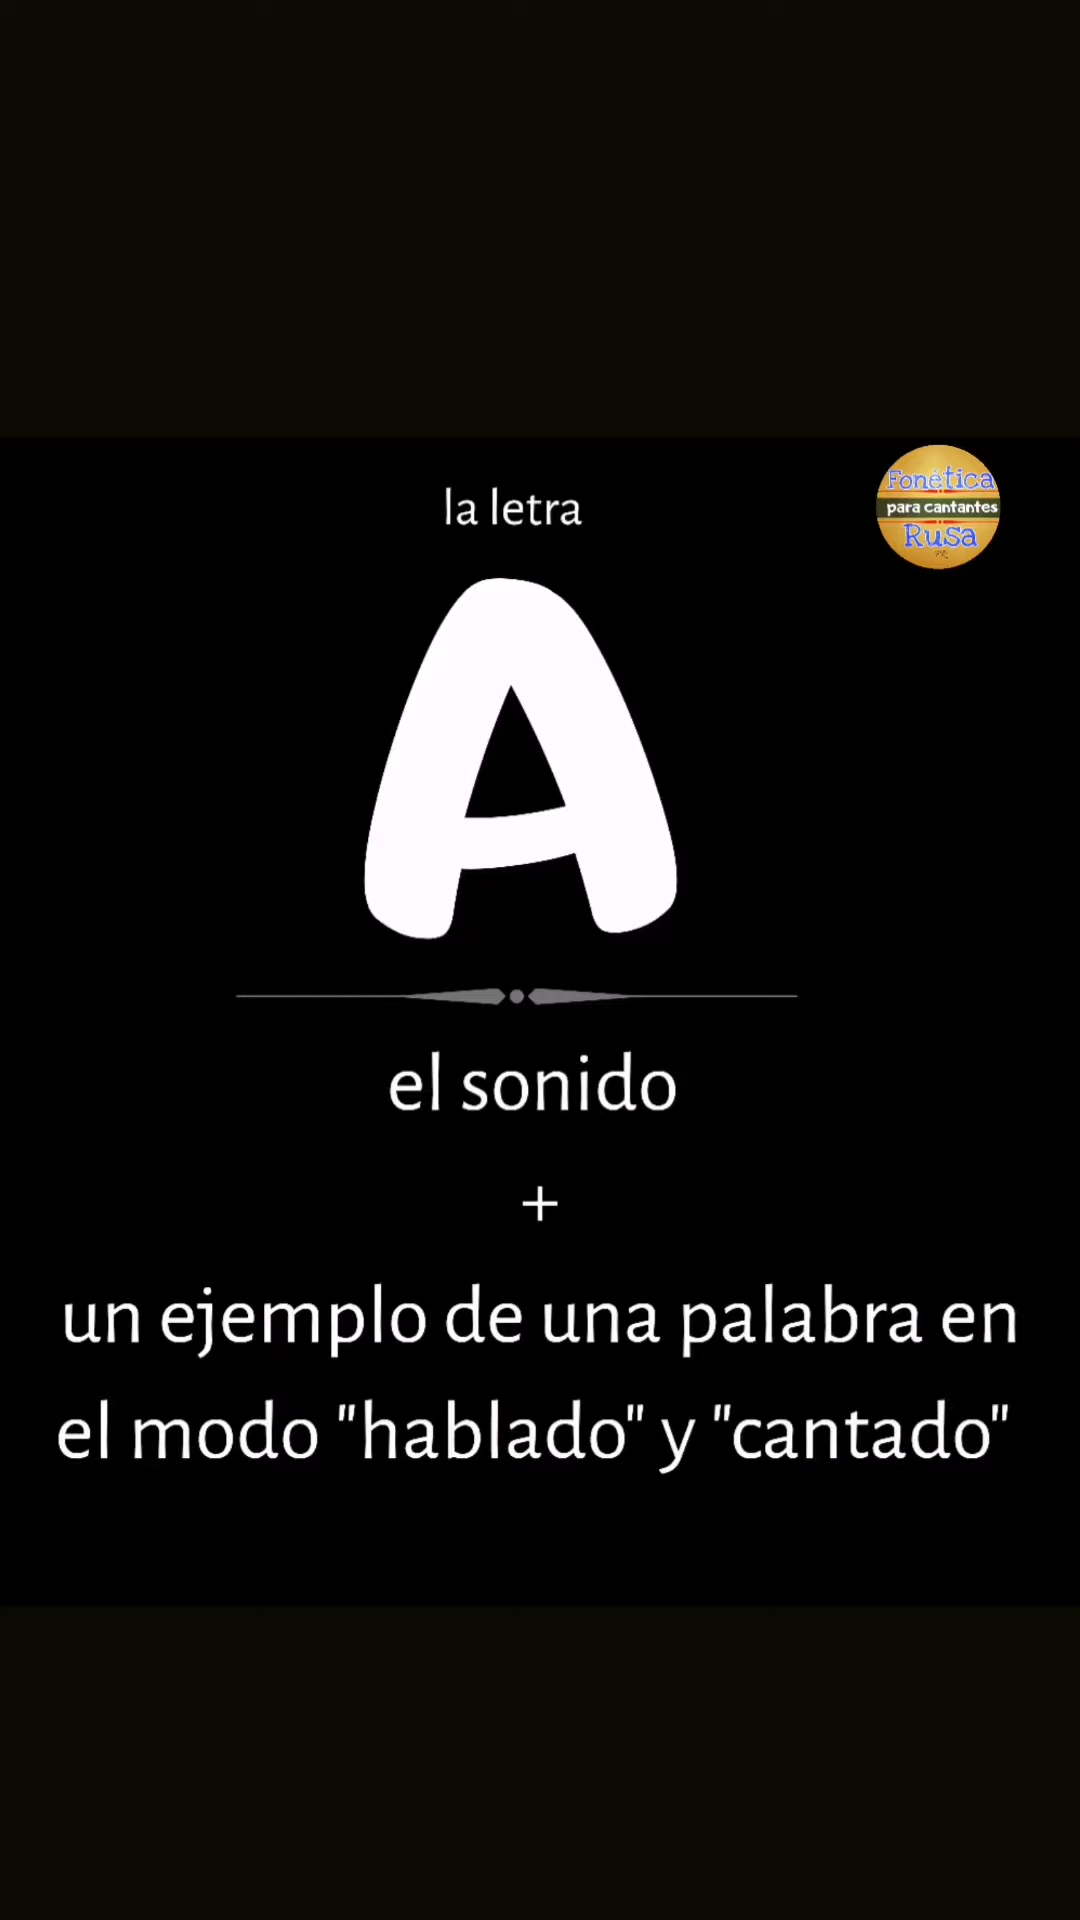 la letra
Fonética
para cantantes
Rusa
A
el sonido
+
un ejemplo de una palabra en
el modo "hablado" y "cantado"